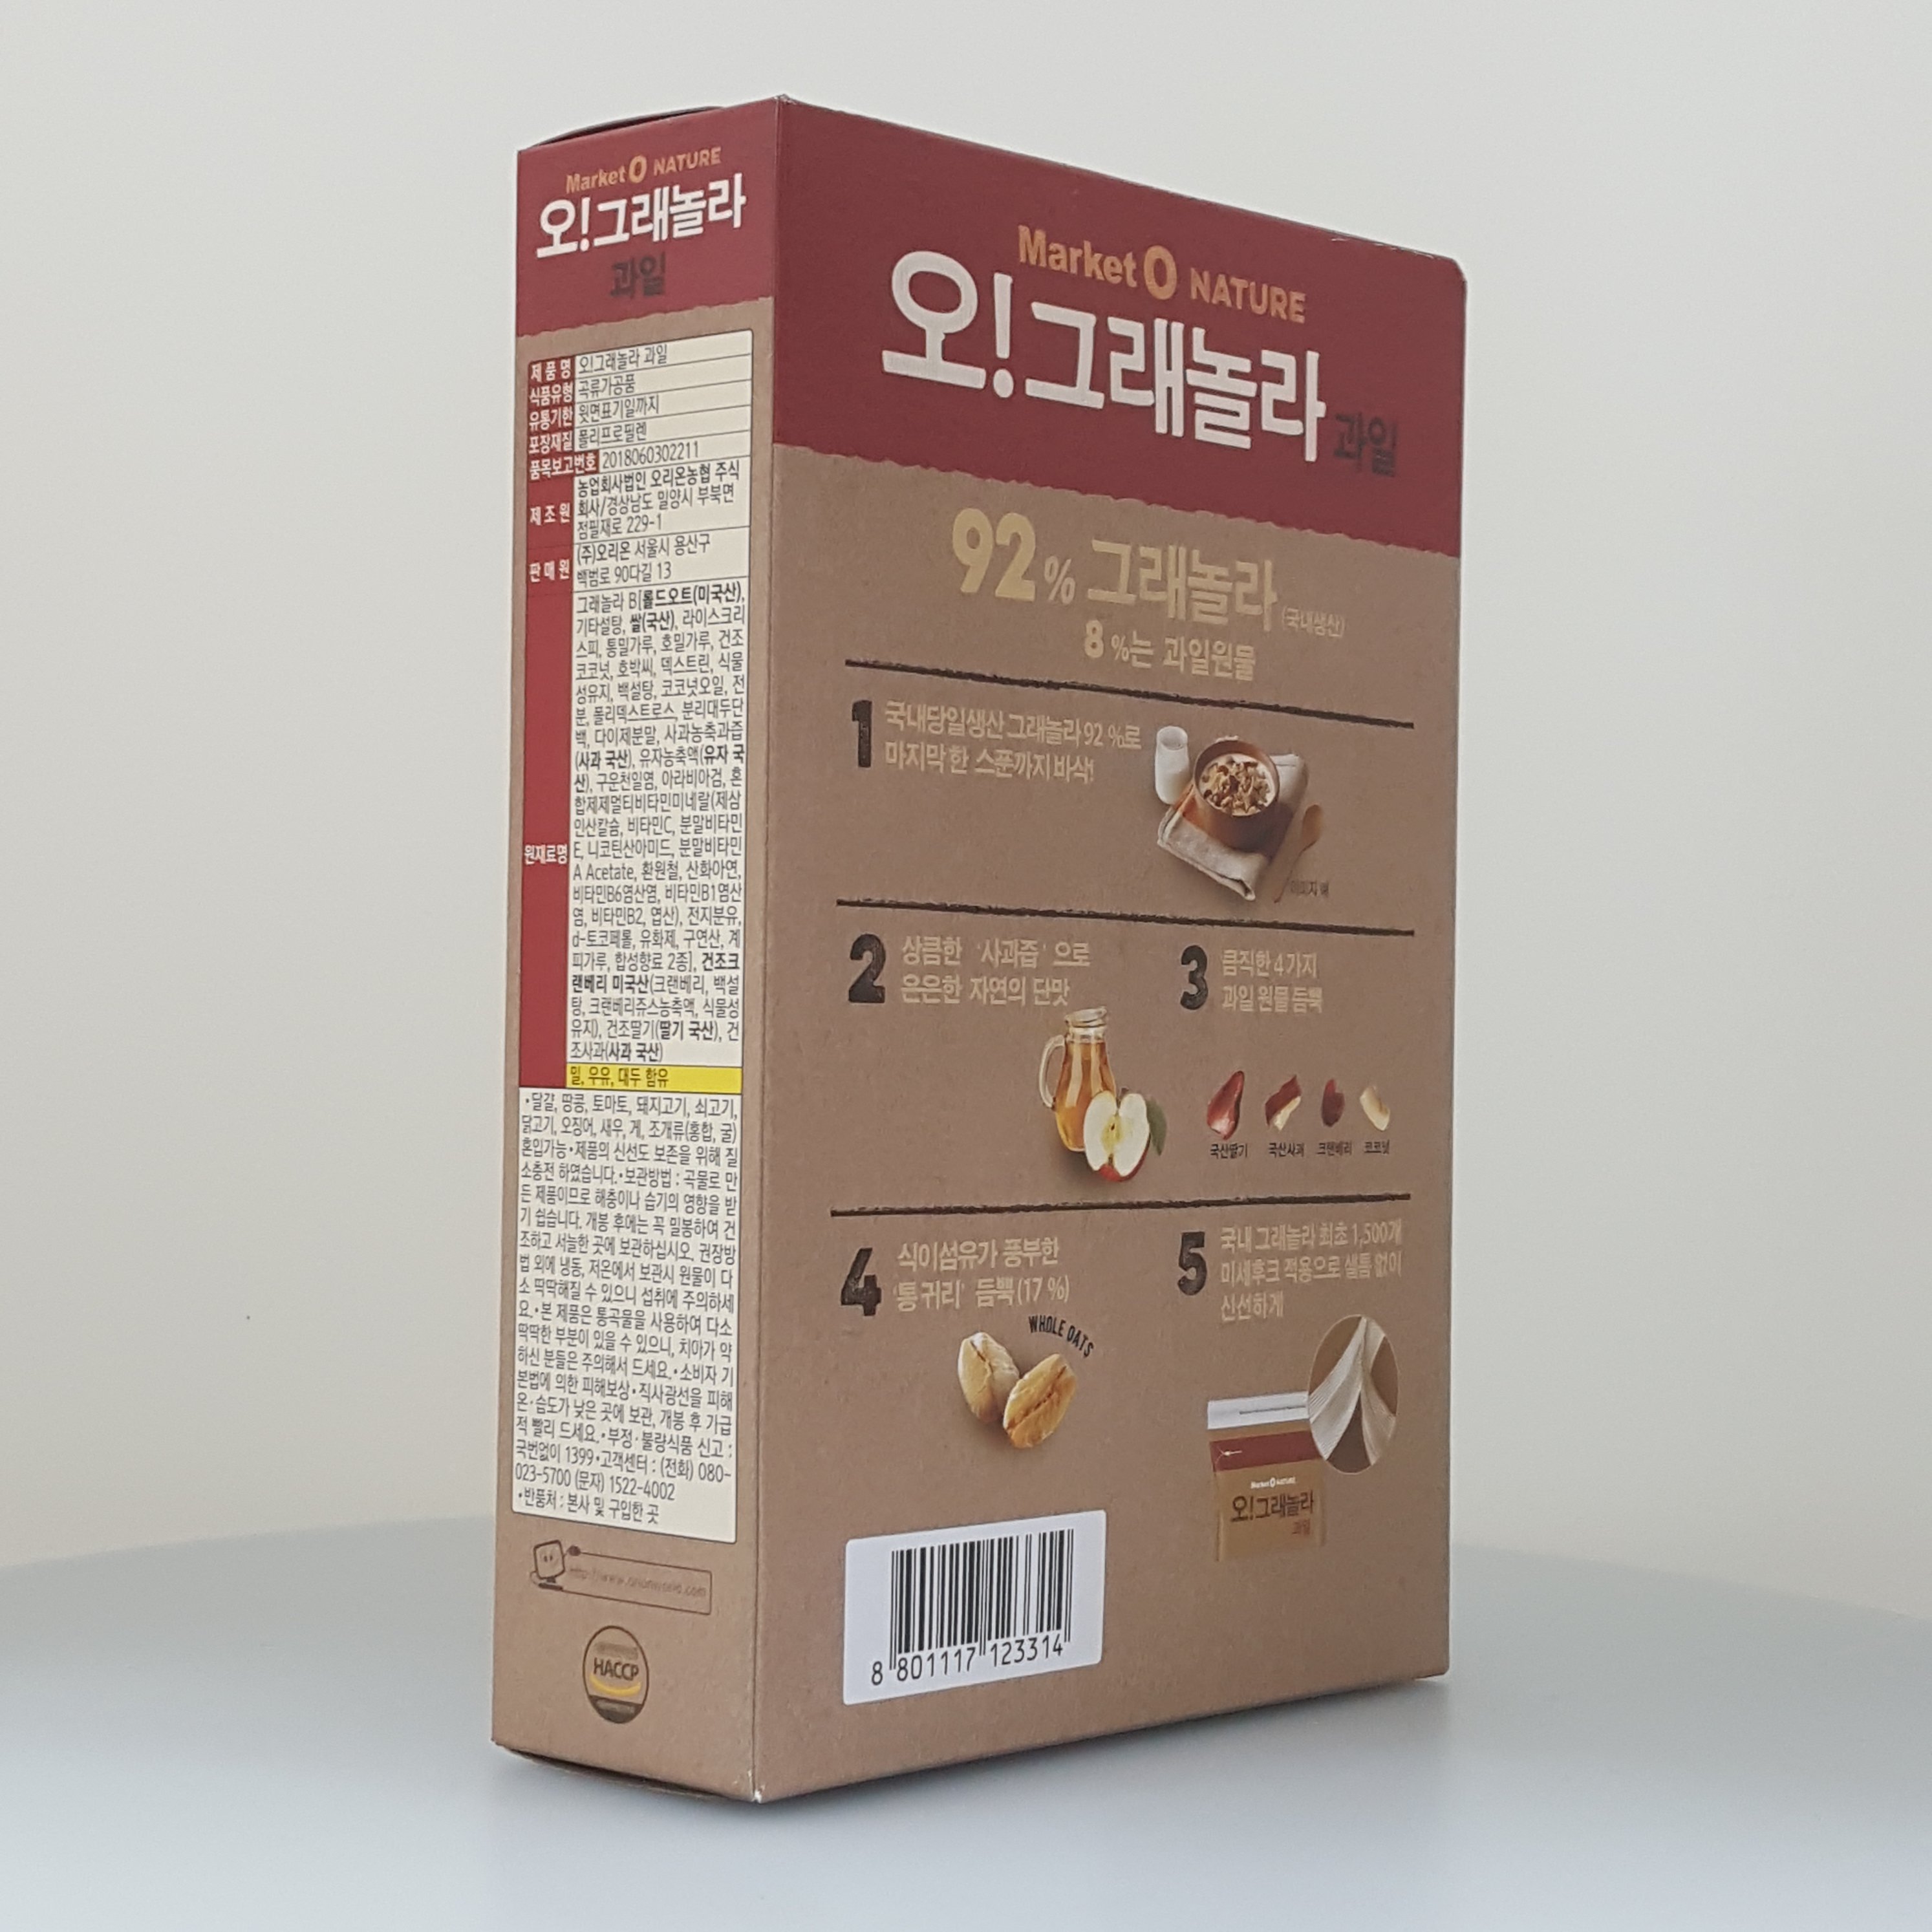 Market O NATURE
오!그래놀라
과일
제품명 오!그래놀라 과일
식품유형 곡류가공품
유통기한 윗면표기일까지
포장재질 폴리프로필렌
품목보고번호 2018060302211
제조원 농업회사법인 오리온농협 주식
회사/경상남도 밀양시 부북면
점필재로 229-1
판매원 (주)오리온 서울시 용산구
백범로 90다길 13
원재료명
그래놀라 B[롤드오트(미국산),
기타설탕, 쌀(국산), 라이스크리
스피, 통밀가루, 호밀가루, 건조
코코넛, 호박씨, 덱스트린, 식물
성유지, 백설탕, 코코넛오일, 전
분, 폴리덱스트로스, 분리대두단
백, 다이제분말, 사과농축과즙
(사과 국산), 유자농축액(유자 국
산), 구운천일염, 아라비아검, 혼
합제제멀티비타민미네랄(제삼
인산칼슘, 비타민C, 분말비타민
E, 니코틴산아미드, 분말비타민
A Acetate, 환원철, 산화아연,
비타민B6염산염, 비타민B1염산
염, 비타민B2, 엽산), 전지분유,
d-토코페롤, 유화제, 구연산, 계
피가루, 합성향료 2종], 건조크
랜베리 미국산(크랜베리, 백설
탕, 크랜베리쥬스농축액, 식물성
유지), 건조딸기(딸기 국산), 건
조사과(사과 국산)
밀, 우유, 대두 함유
•달걀, 땅콩, 토마토, 돼지고기, 쇠고기,
닭고기, 오징어, 새우, 게, 조개류(홍합, 굴)
혼입가능•제품의 신선도 보존을 위해 질
소충전 하였습니다.•보관방법 : 곡물로 만
든 제품이므로 해충이나 습기의 영향을 받
기 쉽습니다. 개봉 후에는 꼭 밀봉하여 건
조하고 서늘한 곳에 보관하십시오. 권장방
법 외에 냉동, 저온에서 보관시 원물이 다
소 딱딱해질 수 있으니 섭취에 주의하세
요.•본 제품은 통곡물을 사용하여 다소
딱딱한 부분이 있을 수 있으니, 치아가 약
하신 분들은 주의해서 드세요.•소비자 기
본법에 의한 피해보상•직사광선을 피해
온·습도가 낮은 곳에 보관, 개봉 후 가급
적 빨리 드세요.•부정·불량식품 신고 :
국번없이 1399•고객센터 : (전화) 080-
023-5700 (문자) 1522-4002
•반품처 : 본사 및 구입한 곳
HACCP
Market O NATURE
오!그래놀라 과일
92% 그래놀라 (국내생산)
8%는 과일원물
1 국내당일생산 그래놀라 92 %로
마지막 한 스푼까지 바삭!
2 상큼한 '사과즙' 으로
은은한 자연의 단맛
3 큼직한 4가지
과일 원물 듬뿍
국산딸기 국산사과 크랜베리 코코넛
4 식이섬유가 풍부한
'통귀리' 듬뿍 (17 %)
WHOLE OATS
5 국내 그래놀라 최초 1,500개
미세후크 적용으로 샐틈 없이
신선하게
Market O NATURE
오!그래놀라
과일
8 801117 123314